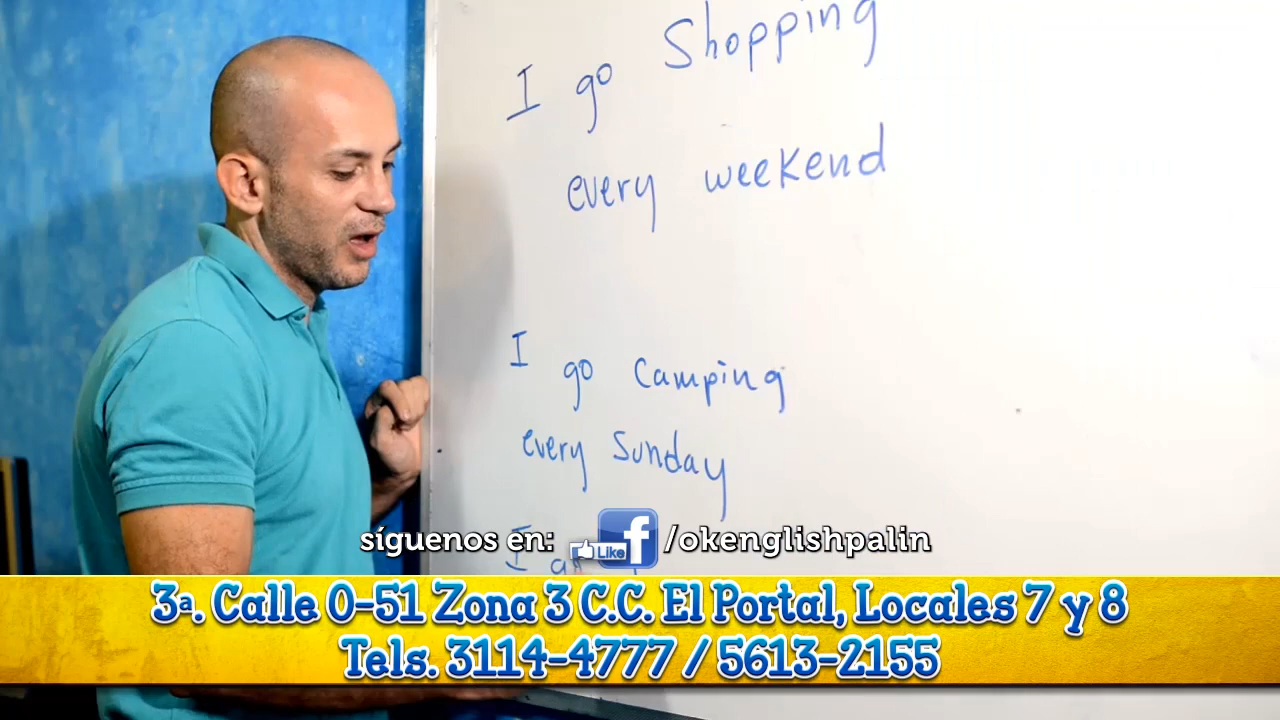 I go Shopping
every weekend
I go Camping
every Sunday
I go
síguenos en: Like f /okenglishpalin
3ª. Calle 0-51 Zona 3 C.C. El Portal, Locales 7 y 8
Tels. 3114-4777 / 5613-2155